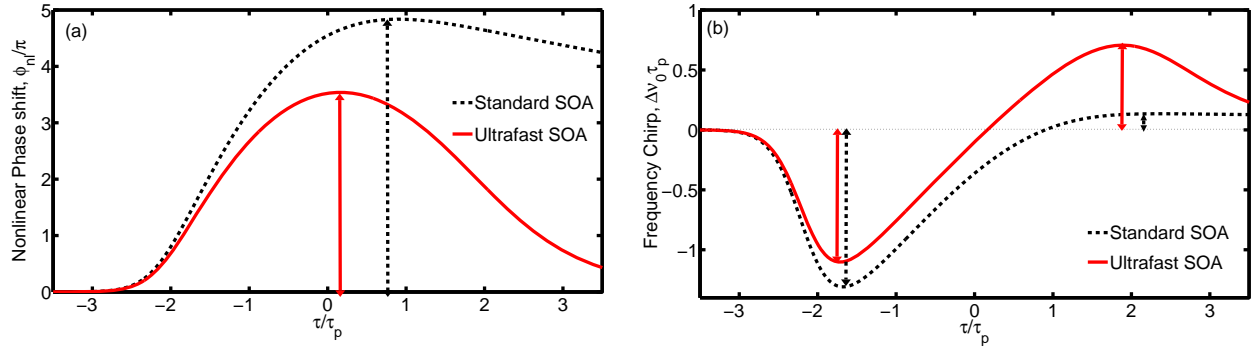 (a)
Nonlinear Phase shift, ϕnl/π
5
4
3
2
1
0
Standard SOA
Ultrafast SOA
−3 −2 −1 0 1 2 3
τ/τp
(b)
Frequency Chirp, Δν0τp
1
0.5
0
−0.5
−1
Standard SOA
Ultrafast SOA
−3 −2 −1 0 1 2 3
τ/τp